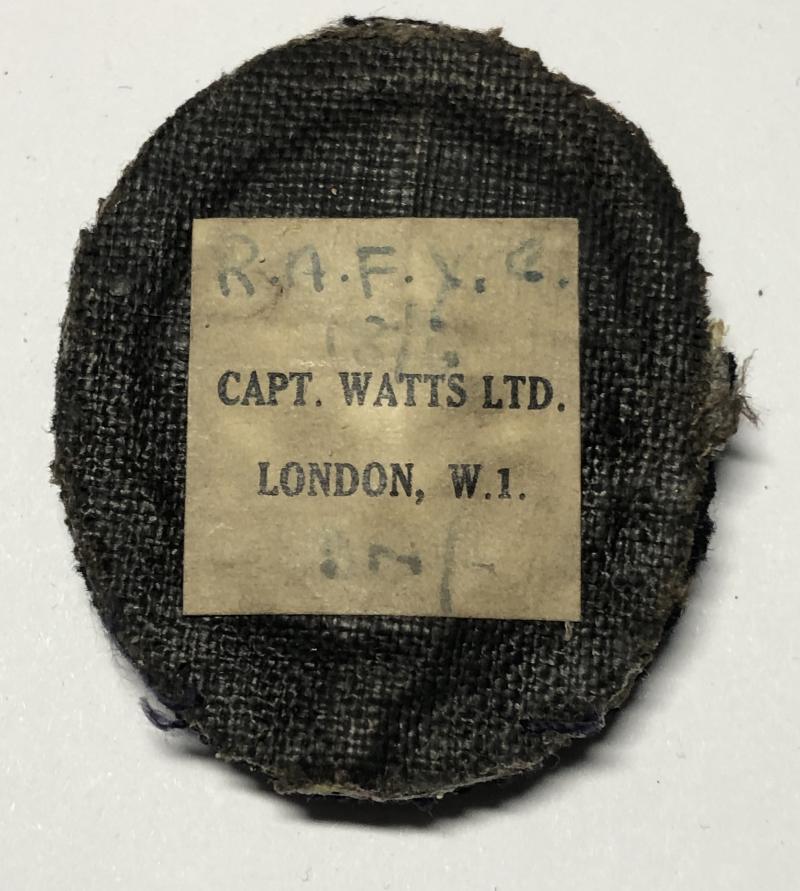 R.A.F.Y.C.
CAPT. WATTS LTD.
LONDON, W.1.